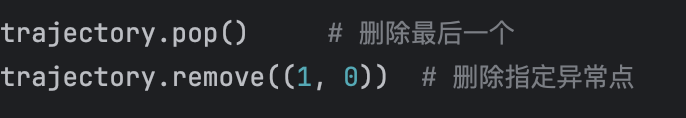 trajectory.pop()     # 删除最后一个
trajectory.remove((1, 0))  # 删除指定异常点